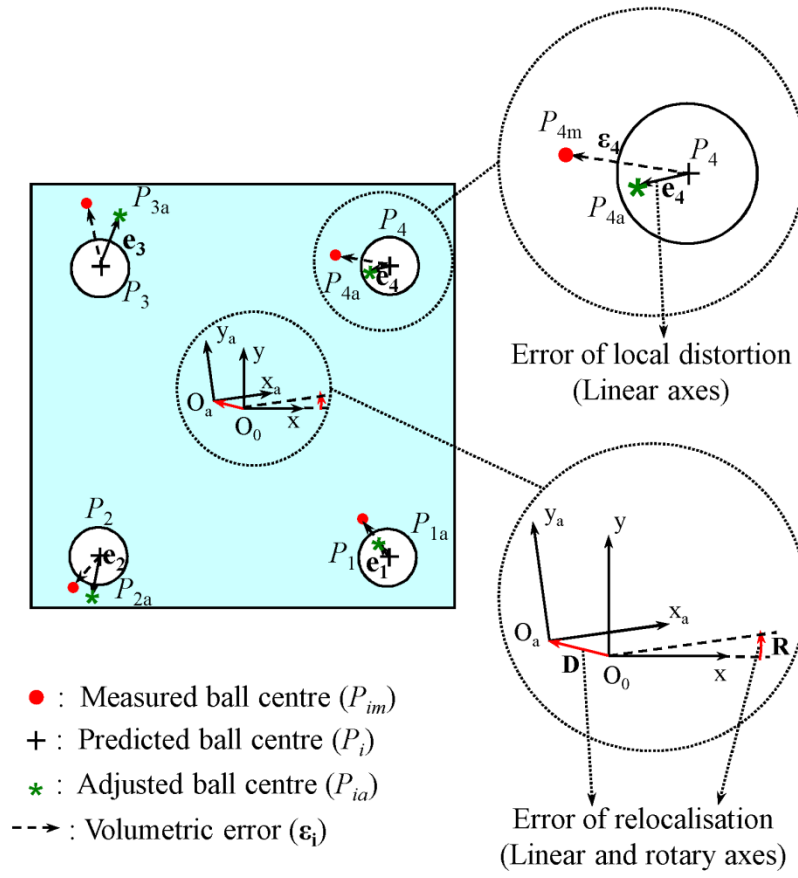 P3a
e3
P3
P4
P4a
e4
ya
y
xa
Oa
O0
x
P2
e2
P2a
P1a
P1
e1
P4m
ε4
P4
e4
P4a
Error of local distortion
(Linear axes)
ya
y
xa
Oa
D
O0
x
R
Error of relocalisation
(Linear and rotary axes)
: Measured ball centre (Pim)
: Predicted ball centre (Pi)
: Adjusted ball centre (Pia)
: Volumetric error (εi)